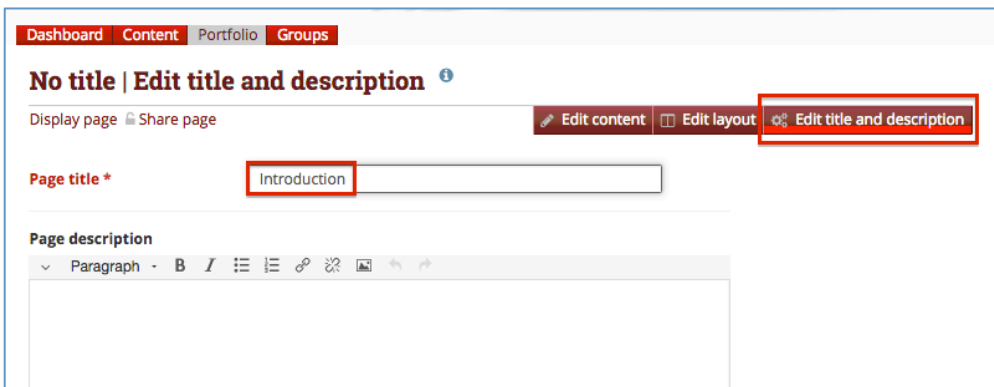 Dashboard Content Portfolio Groups
No title | Edit title and description
Display page Share page Edit content Edit layout Edit title and description
Page title * Introduction
Page description
Paragraph B I